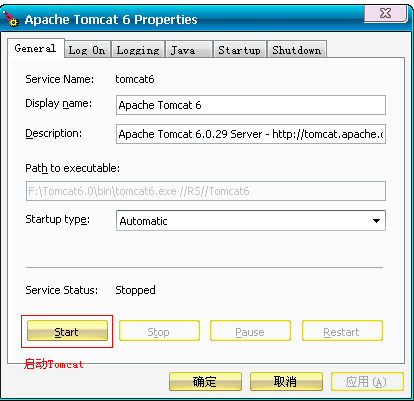 Apache Tomcat 6 Properties
General Log On Logging Java Startup Shutdown
Service Name: tomcat6
Display name: Apache Tomcat 6
Description: Apache Tomcat 6.0.29 Server - http://tomcat.apache.o
Path to executable:
F:\Tomcat6.0\bin\tomcat6.exe //RS//Tomcat6
Startup type: Automatic
Service Status: Stopped
Start Stop Pause Restart
启动Tomcat
确定 取消 应用(A)